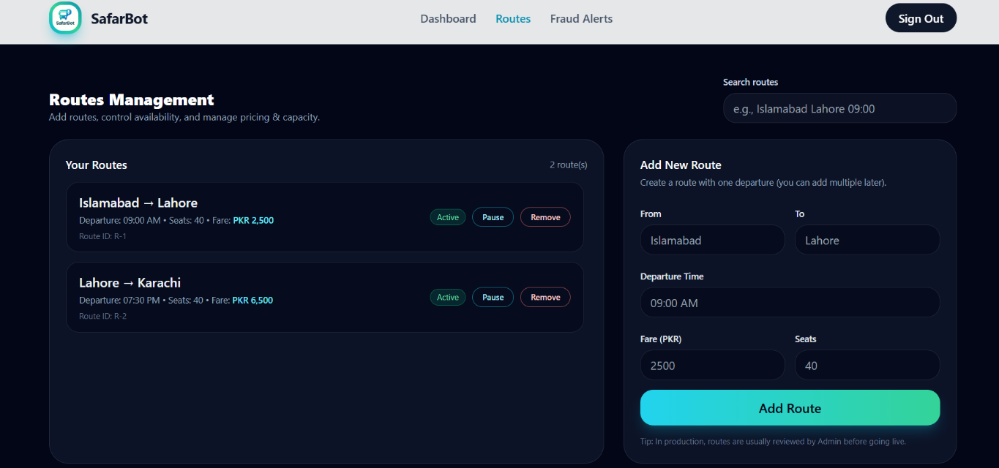 SafarBot
SafarBot
Dashboard
Routes
Fraud Alerts
Sign Out
Routes Management
Add routes, control availability, and manage pricing & capacity.
Search routes
e.g., Islamabad Lahore 09:00
Your Routes
2 route(s)
Islamabad → Lahore
Departure: 09:00 AM • Seats: 40 • Fare: PKR 2,500
Route ID: R-1
Active
Pause
Remove
Lahore → Karachi
Departure: 07:30 PM • Seats: 40 • Fare: PKR 6,500
Route ID: R-2
Active
Pause
Remove
Add New Route
Create a route with one departure (you can add multiple later).
From
To
Islamabad
Lahore
Departure Time
09:00 AM
Fare (PKR)
Seats
2500
40
Add Route
Tip: In production, routes are usually reviewed by Admin before going live.